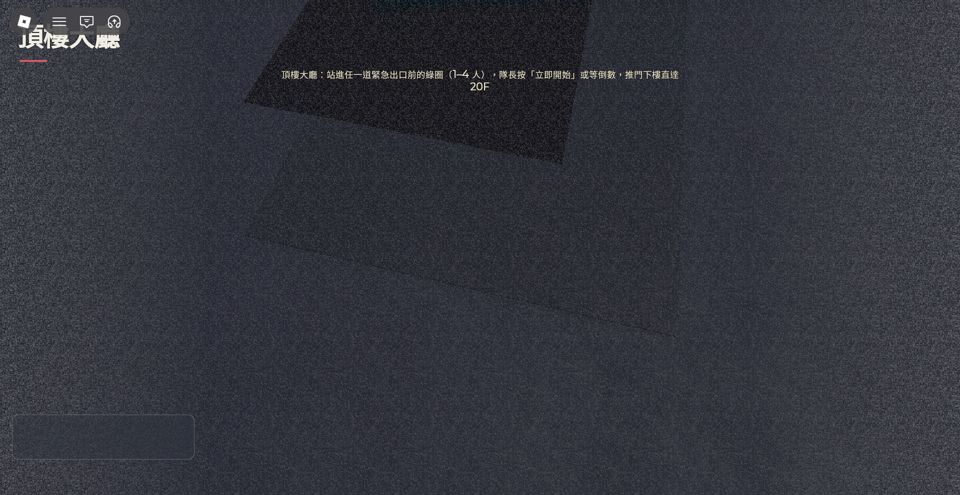 頂樓大廳
頂樓大廳：站進任一道緊急出口前的綠圈（1–4 人），隊長按「立即開始」或等倒數，推門下樓直達
20F